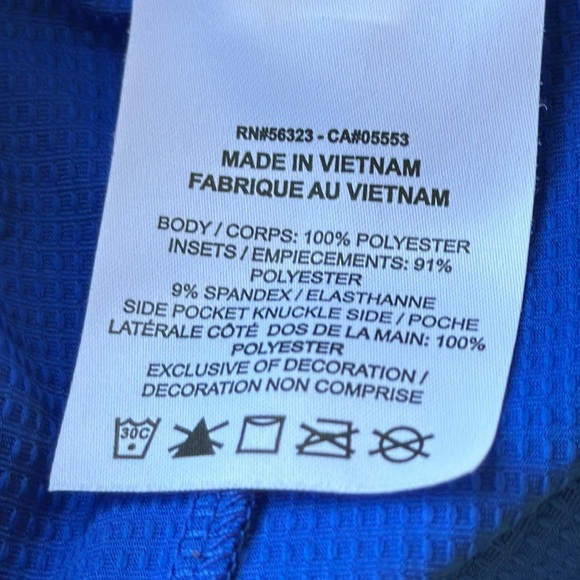 RN#56323 - CA#05553
MADE IN VIETNAM
FABRIQUE AU VIETNAM
BODY / CORPS: 100% POLYESTER
INSETS / EMPIECEMENTS: 91%
POLYESTER
9% SPANDEX / ELASTHANNE
SIDE POCKET KNUCKLE SIDE / POCHE
LATÉRALE CÔTÉ DOS DE LA MAIN: 100%
POLYESTER
EXCLUSIVE OF DECORATION /
DECORATION NON COMPRISE
30C